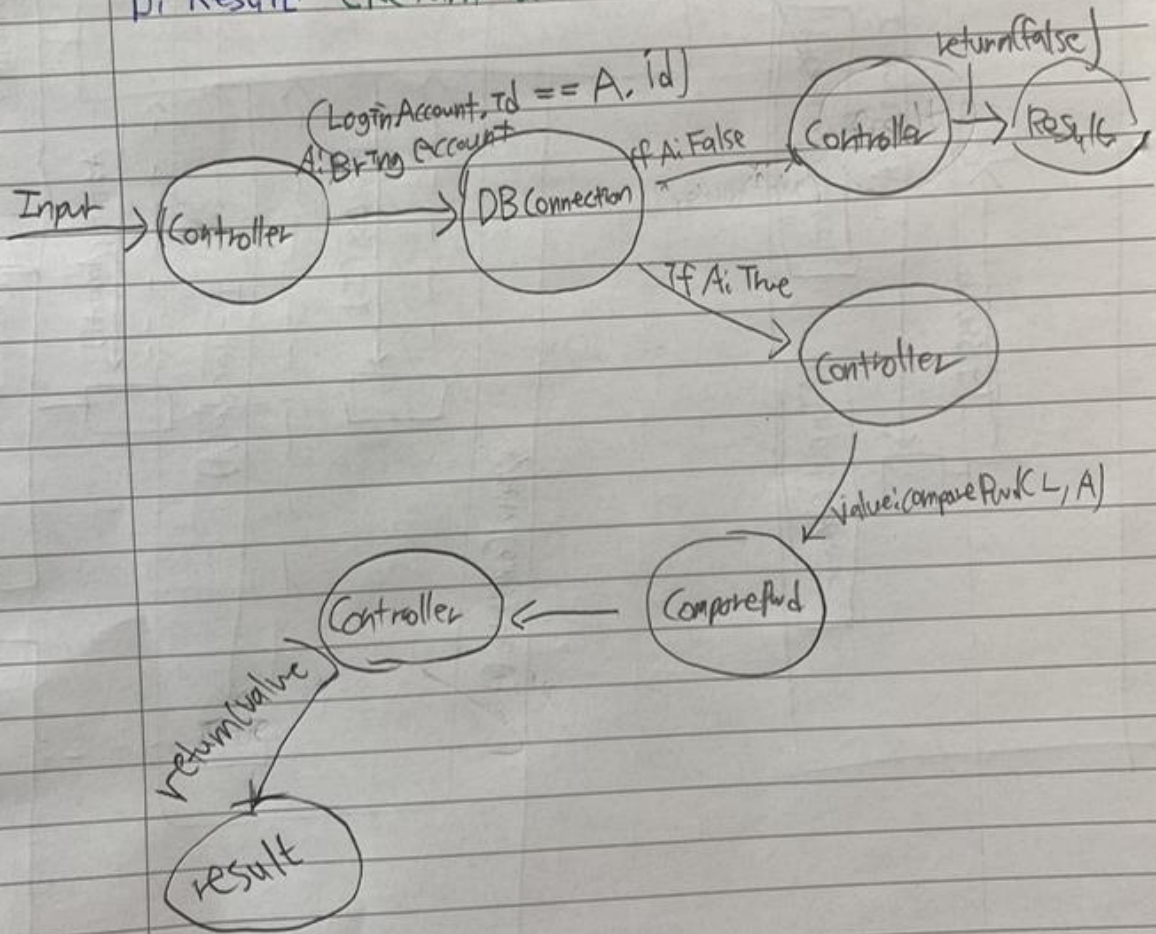 D. Result
return(false)
(LoginAccount.Id == A.id)
A: Bring Account
if A: False
Controller
Result
Input
Controller
DB Connection
If A: True
Controller
value: comparePwd(L, A)
Controller
ComparePwd
return(value
result